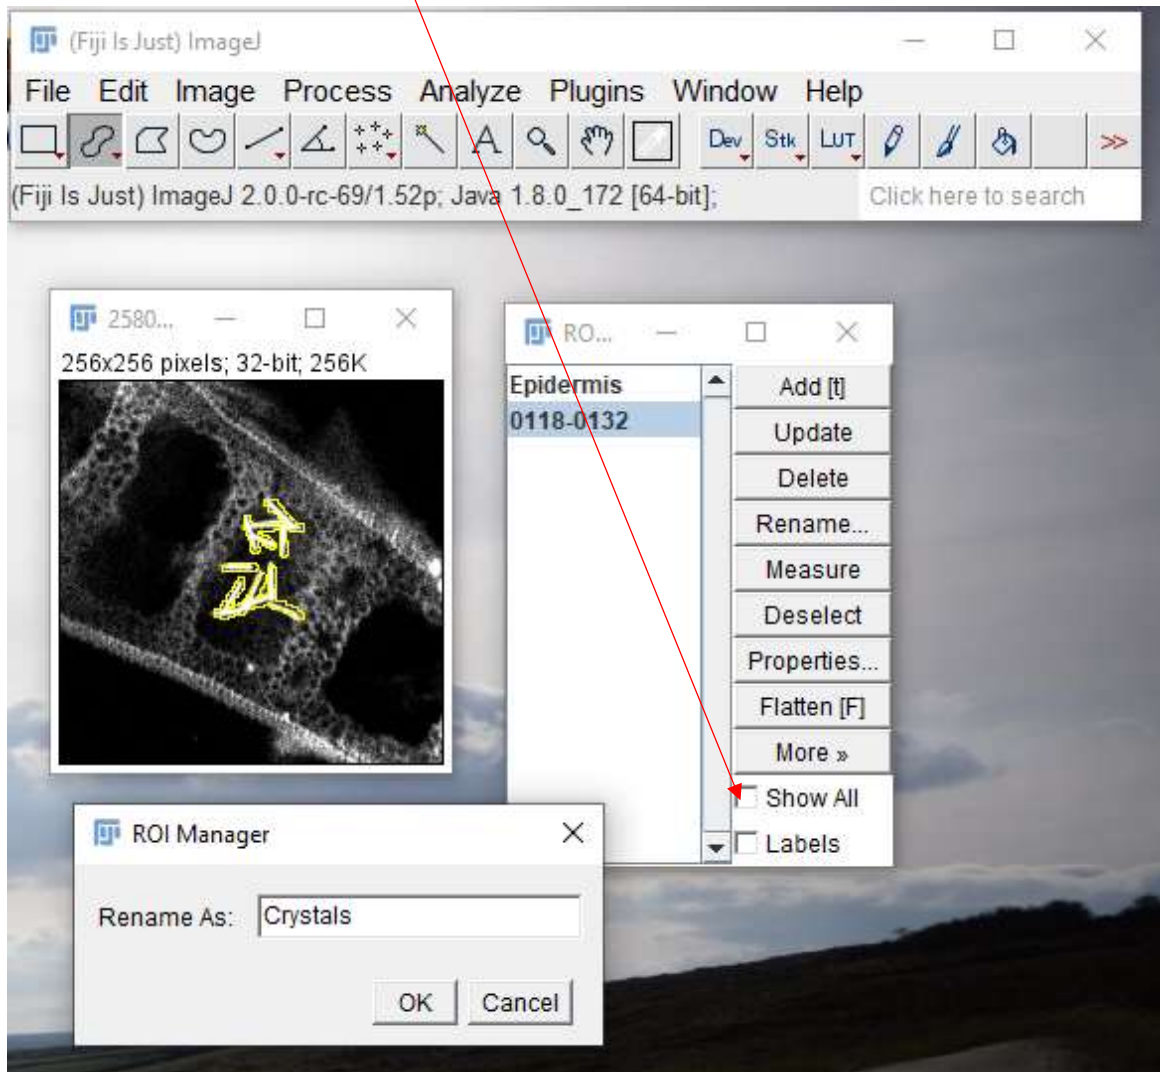 (Fiji Is Just) ImageJ
File Edit Image Process Analyze Plugins Window Help
A Dev Stk LUT >>
(Fiji Is Just) ImageJ 2.0.0-rc-69/1.52p; Java 1.8.0_172 [64-bit];
Click here to search
2580...
256x256 pixels; 32-bit; 256K
RO...
Epidermis
0118-0132
Add [t]
Update
Delete
Rename...
Measure
Deselect
Properties...
Flatten [F]
More »
Show All
Labels
ROI Manager
Rename As: Crystals
OK Cancel